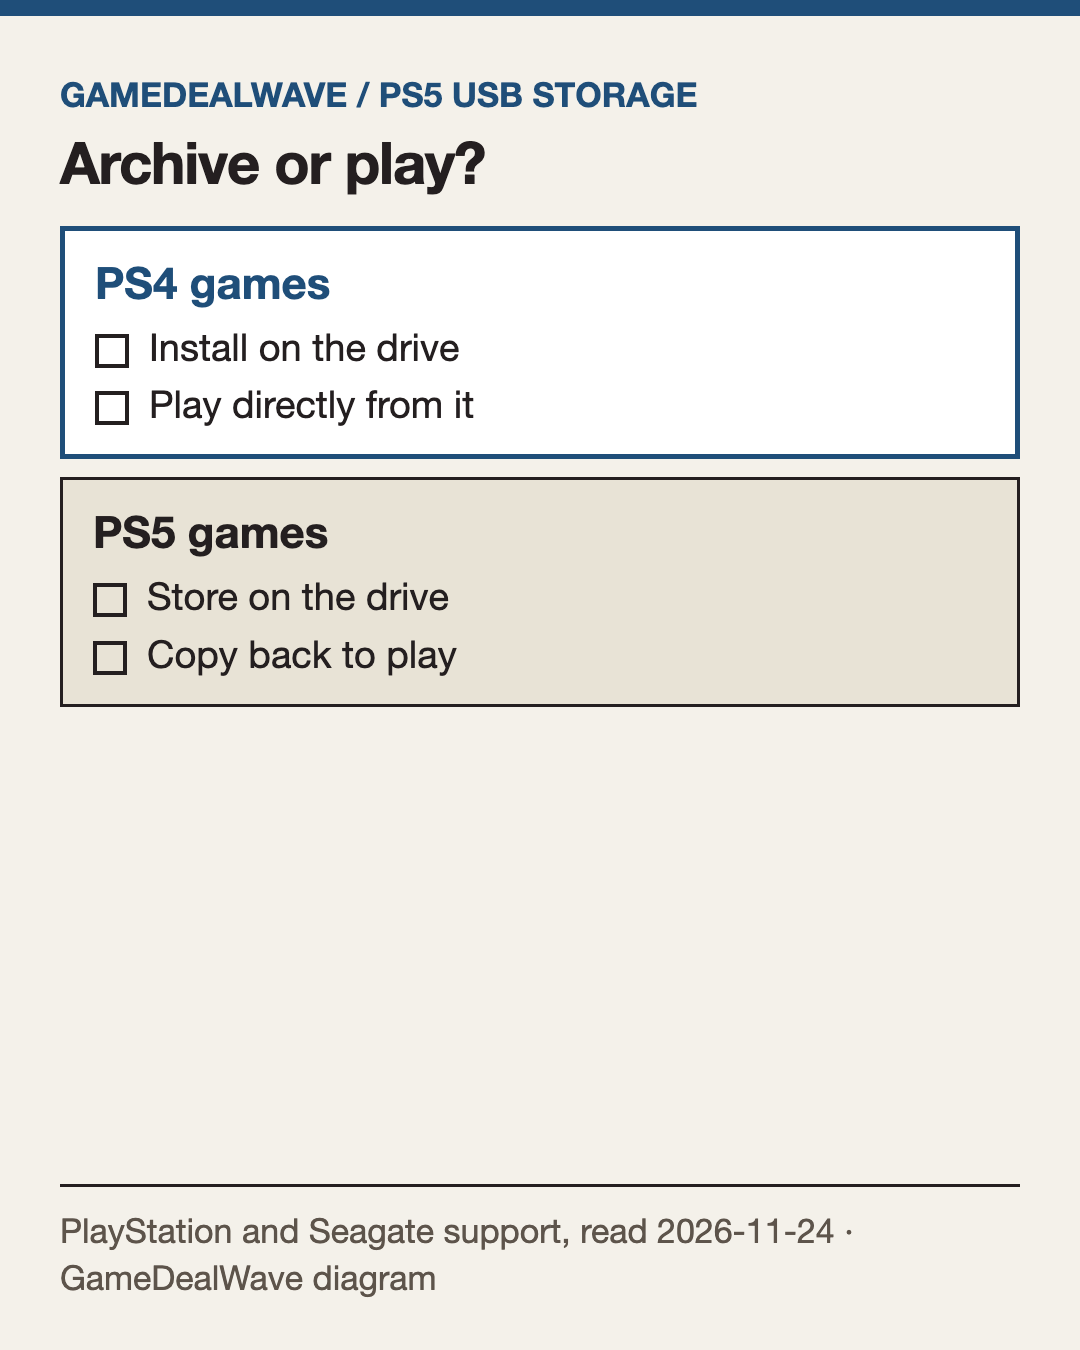 GAMEDEALWAVE / PS5 USB STORAGE
Archive or play?
PS4 games
Install on the drive
Play directly from it
PS5 games
Store on the drive
Copy back to play
PlayStation and Seagate support, read 2026-11-24 ·
GameDealWave diagram